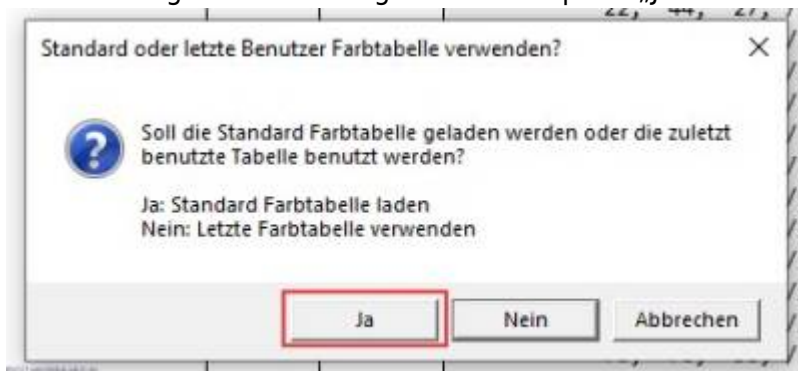 Standard oder letzte Benutzer Farbtabelle verwenden?
Soll die Standard Farbtabelle geladen werden oder die zuletzt
benutzte Tabelle benutzt werden?
Ja: Standard Farbtabelle laden
Nein: Letzte Farbtabelle verwenden
Ja Nein Abbrechen